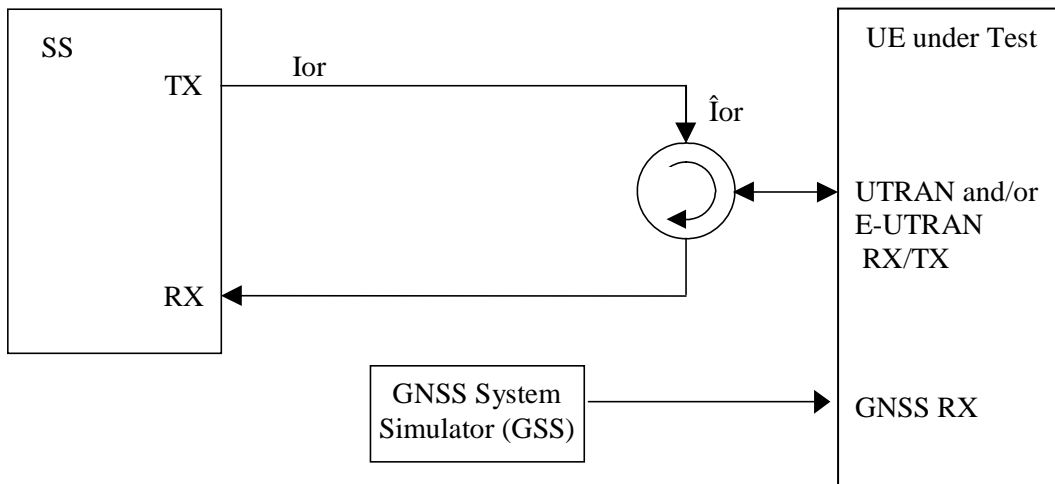 SS
TX
Ior
Îor
UE under Test
UTRAN and/or
E-UTRAN
RX/TX
RX
GNSS System
Simulator (GSS)
GNSS RX